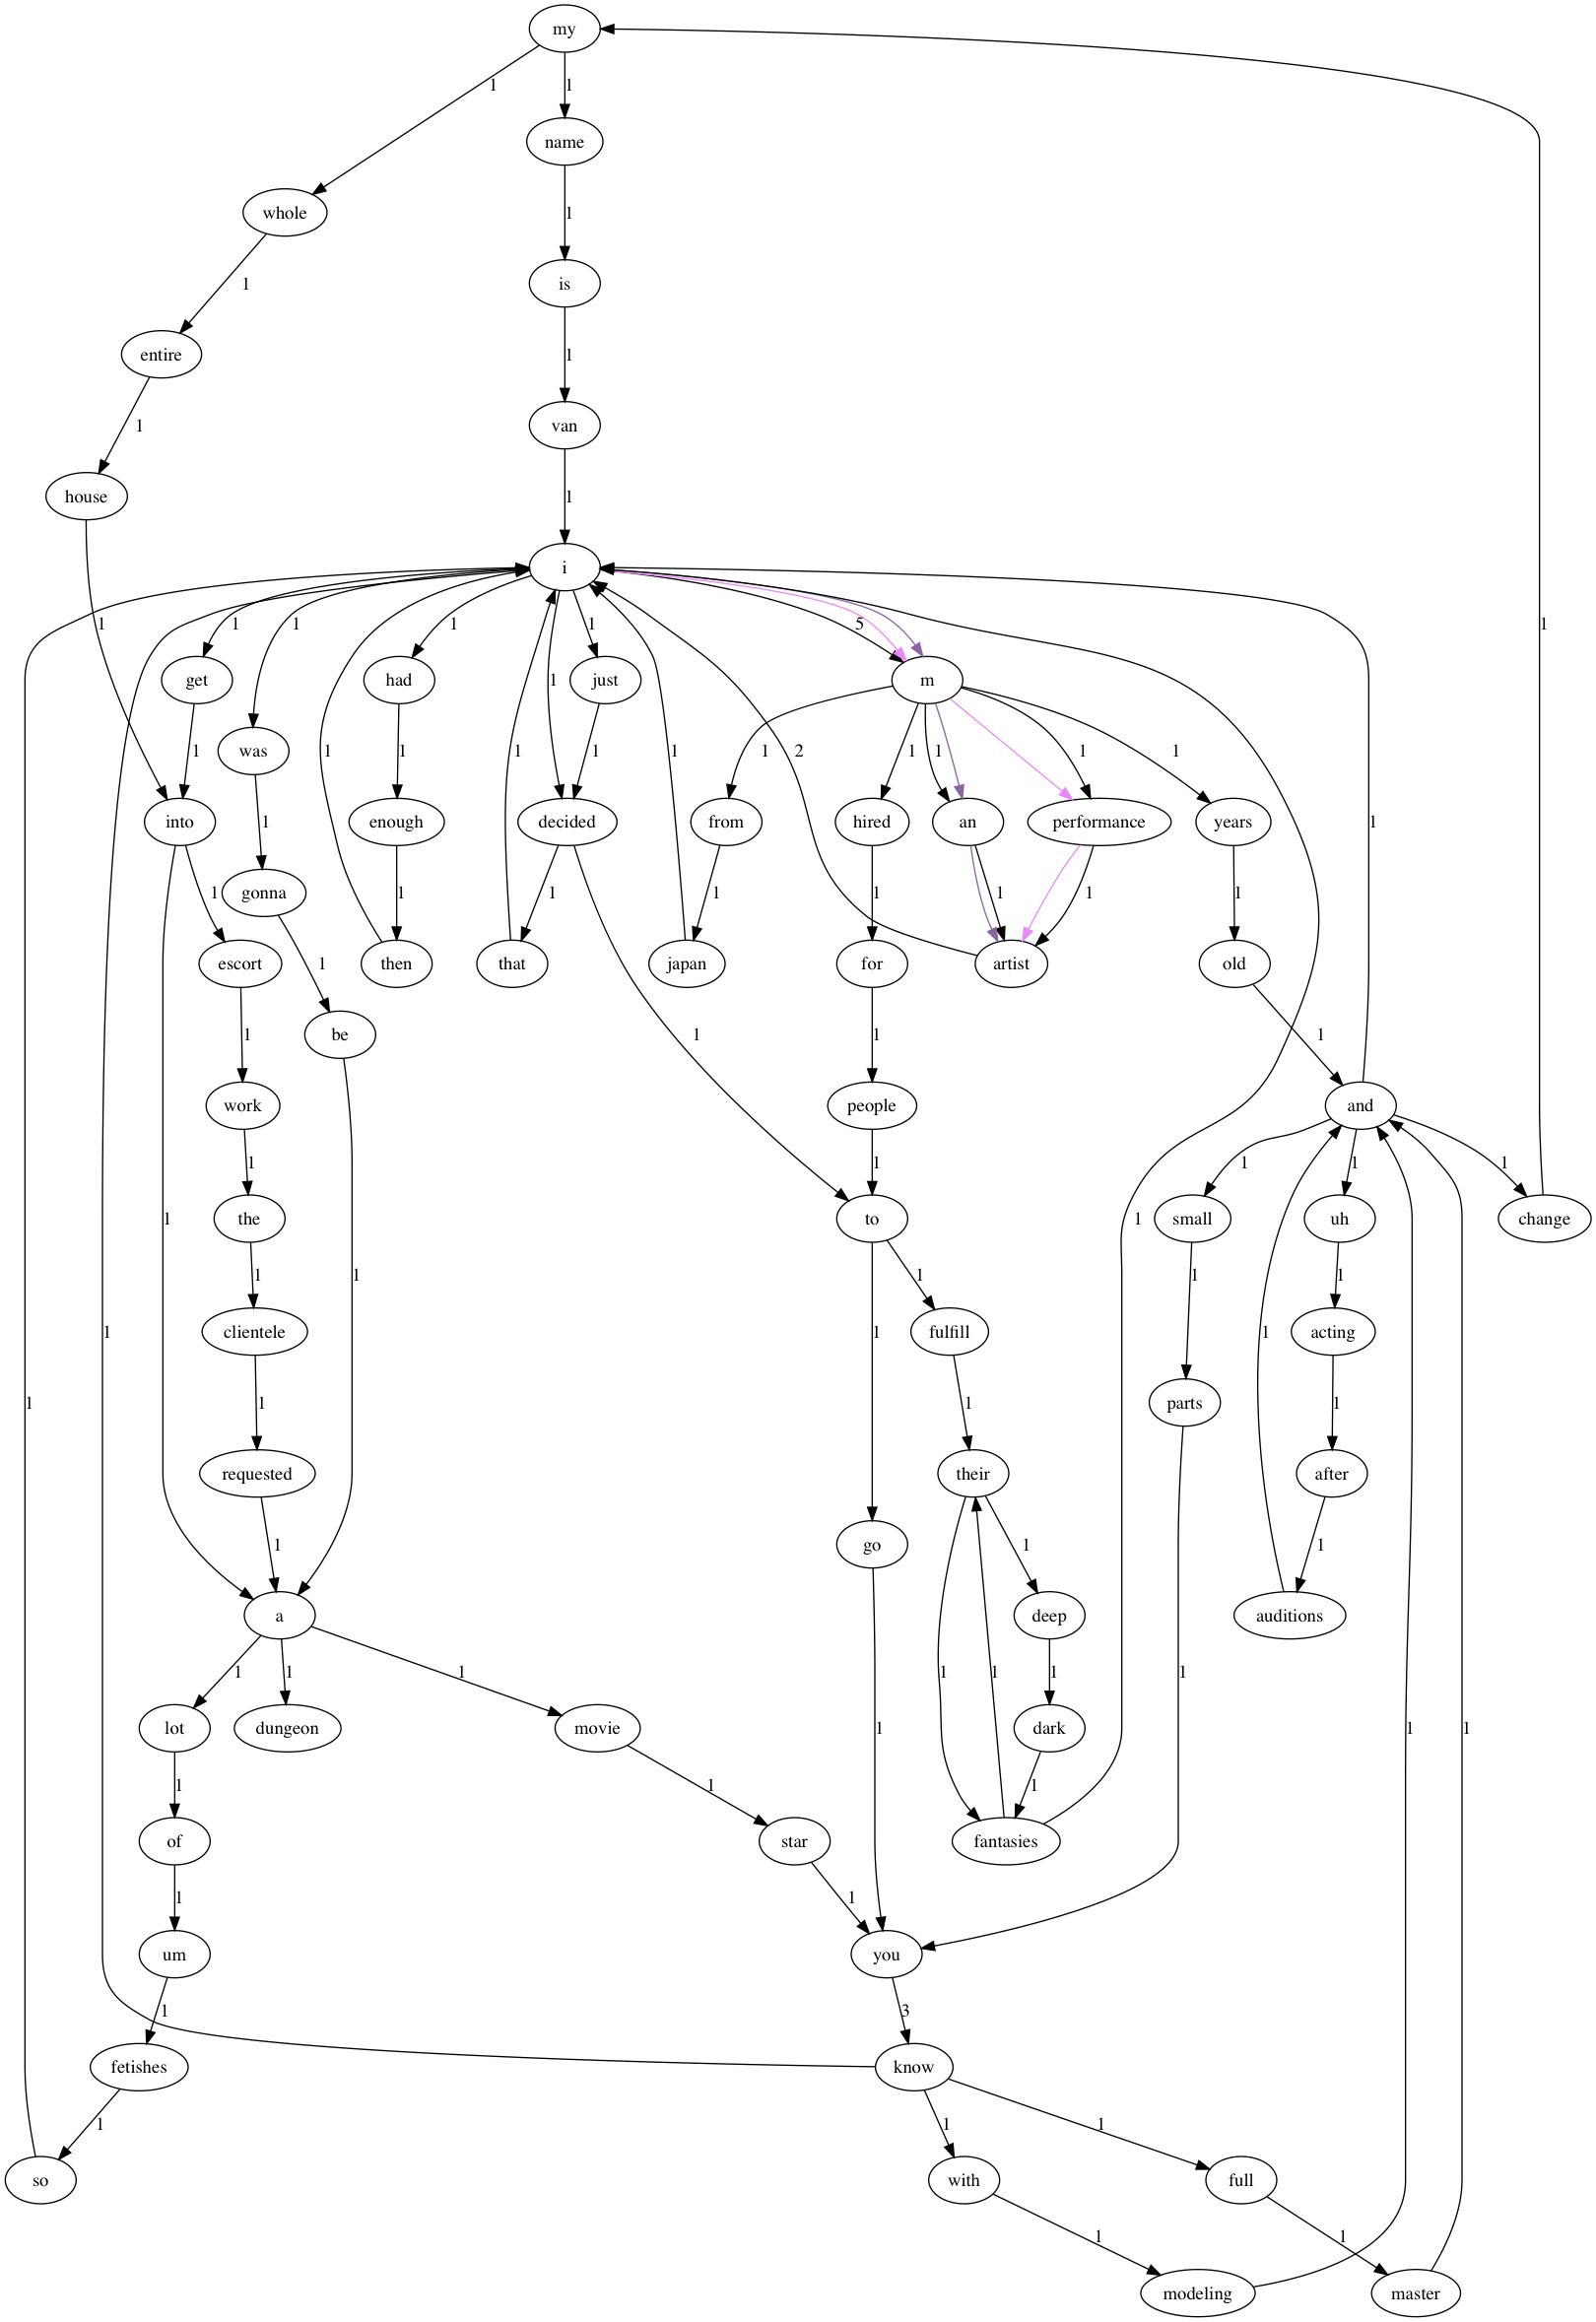 my
1 1
name
whole
1
1
is
entire
1
1
van
house
1
i
1 1 1 1 1 5 1
get had just m
was
1 1 1 1 1 1 1 2 1 1 1 1 1
into enough decided from hired an performance years
1
gonna
1 1 1 1 1 1 1 1
escort then that japan for artist old
1
be
1 1 1 1
work people and
1 1 1 1 1
the to small uh change
1
1 1 1 1
clientele fulfill acting
1 1 1
1 1 1
parts
1
requested their after
1
go
1 1 1
a deep auditions
1 1 1 1 1 1
lot dungeon movie dark
1 1 1 1 1 1
of star fantasies
1 1
um you
1 3
fetishes know
1 1 1
so with full
1 1
modeling master